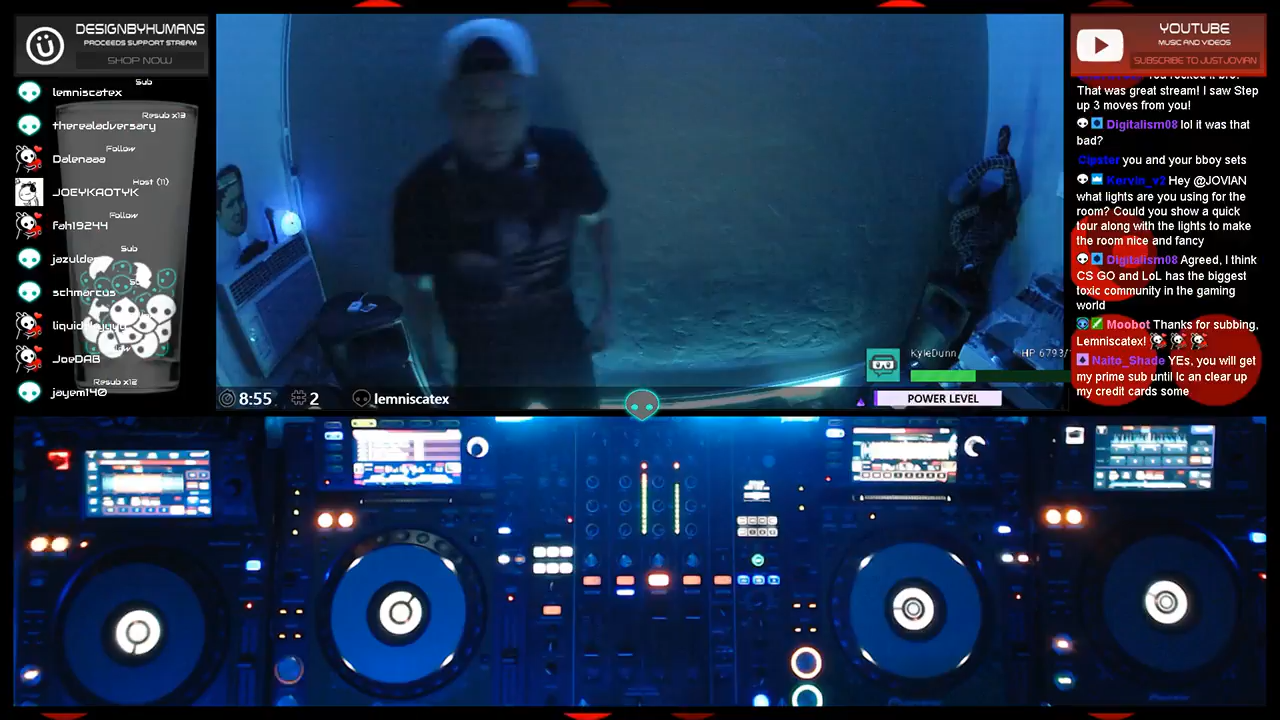 DESIGNBYHUMANS
PROCEEDS SUPPORT STREAM
SHOP NOW
Sub
lemniscatex
Resub x13
therealadversary
Follow
Dalenaaa
Host (11)
JOEYKAOTYK
Follow
fah19244
Sub
jazulde
schmarcus
JoeDAB
Resub x12
jayem140
8:55
2
lemniscatex
KyleDunn
HP 6793/
POWER LEVEL
YOUTUBE
MUSIC AND VIDEOS
SUBSCRIBE TO JUSTJOVIAN
That was great stream! I saw Step
up 3 moves from you!
Digitalism08 lol it was that
bad?
Cipster you and your bboy sets
Kervin_v2 Hey @JOVIAN
what lights are you using for the
room? Could you show a quick
tour along with the lights to make
the room nice and fancy
Digitalism08 Agreed, I think
CS GO and LoL has the biggest
toxic community in the gaming
world
Moobot Thanks for subbing,
Lemniscatex!
Naito_Shade YEs, you will get
my prime sub until Ic an clear up
my credit cards some